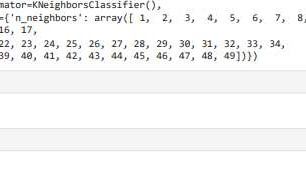 mator=KNeighborsClassifier(),
={'n_neighbors': array([ 1, 2, 3, 4, 5, 6, 7, 8,
16, 17,
22, 23, 24, 25, 26, 27, 28, 29, 30, 31, 32, 33, 34,
39, 40, 41, 42, 43, 44, 45, 46, 47, 48, 49])})